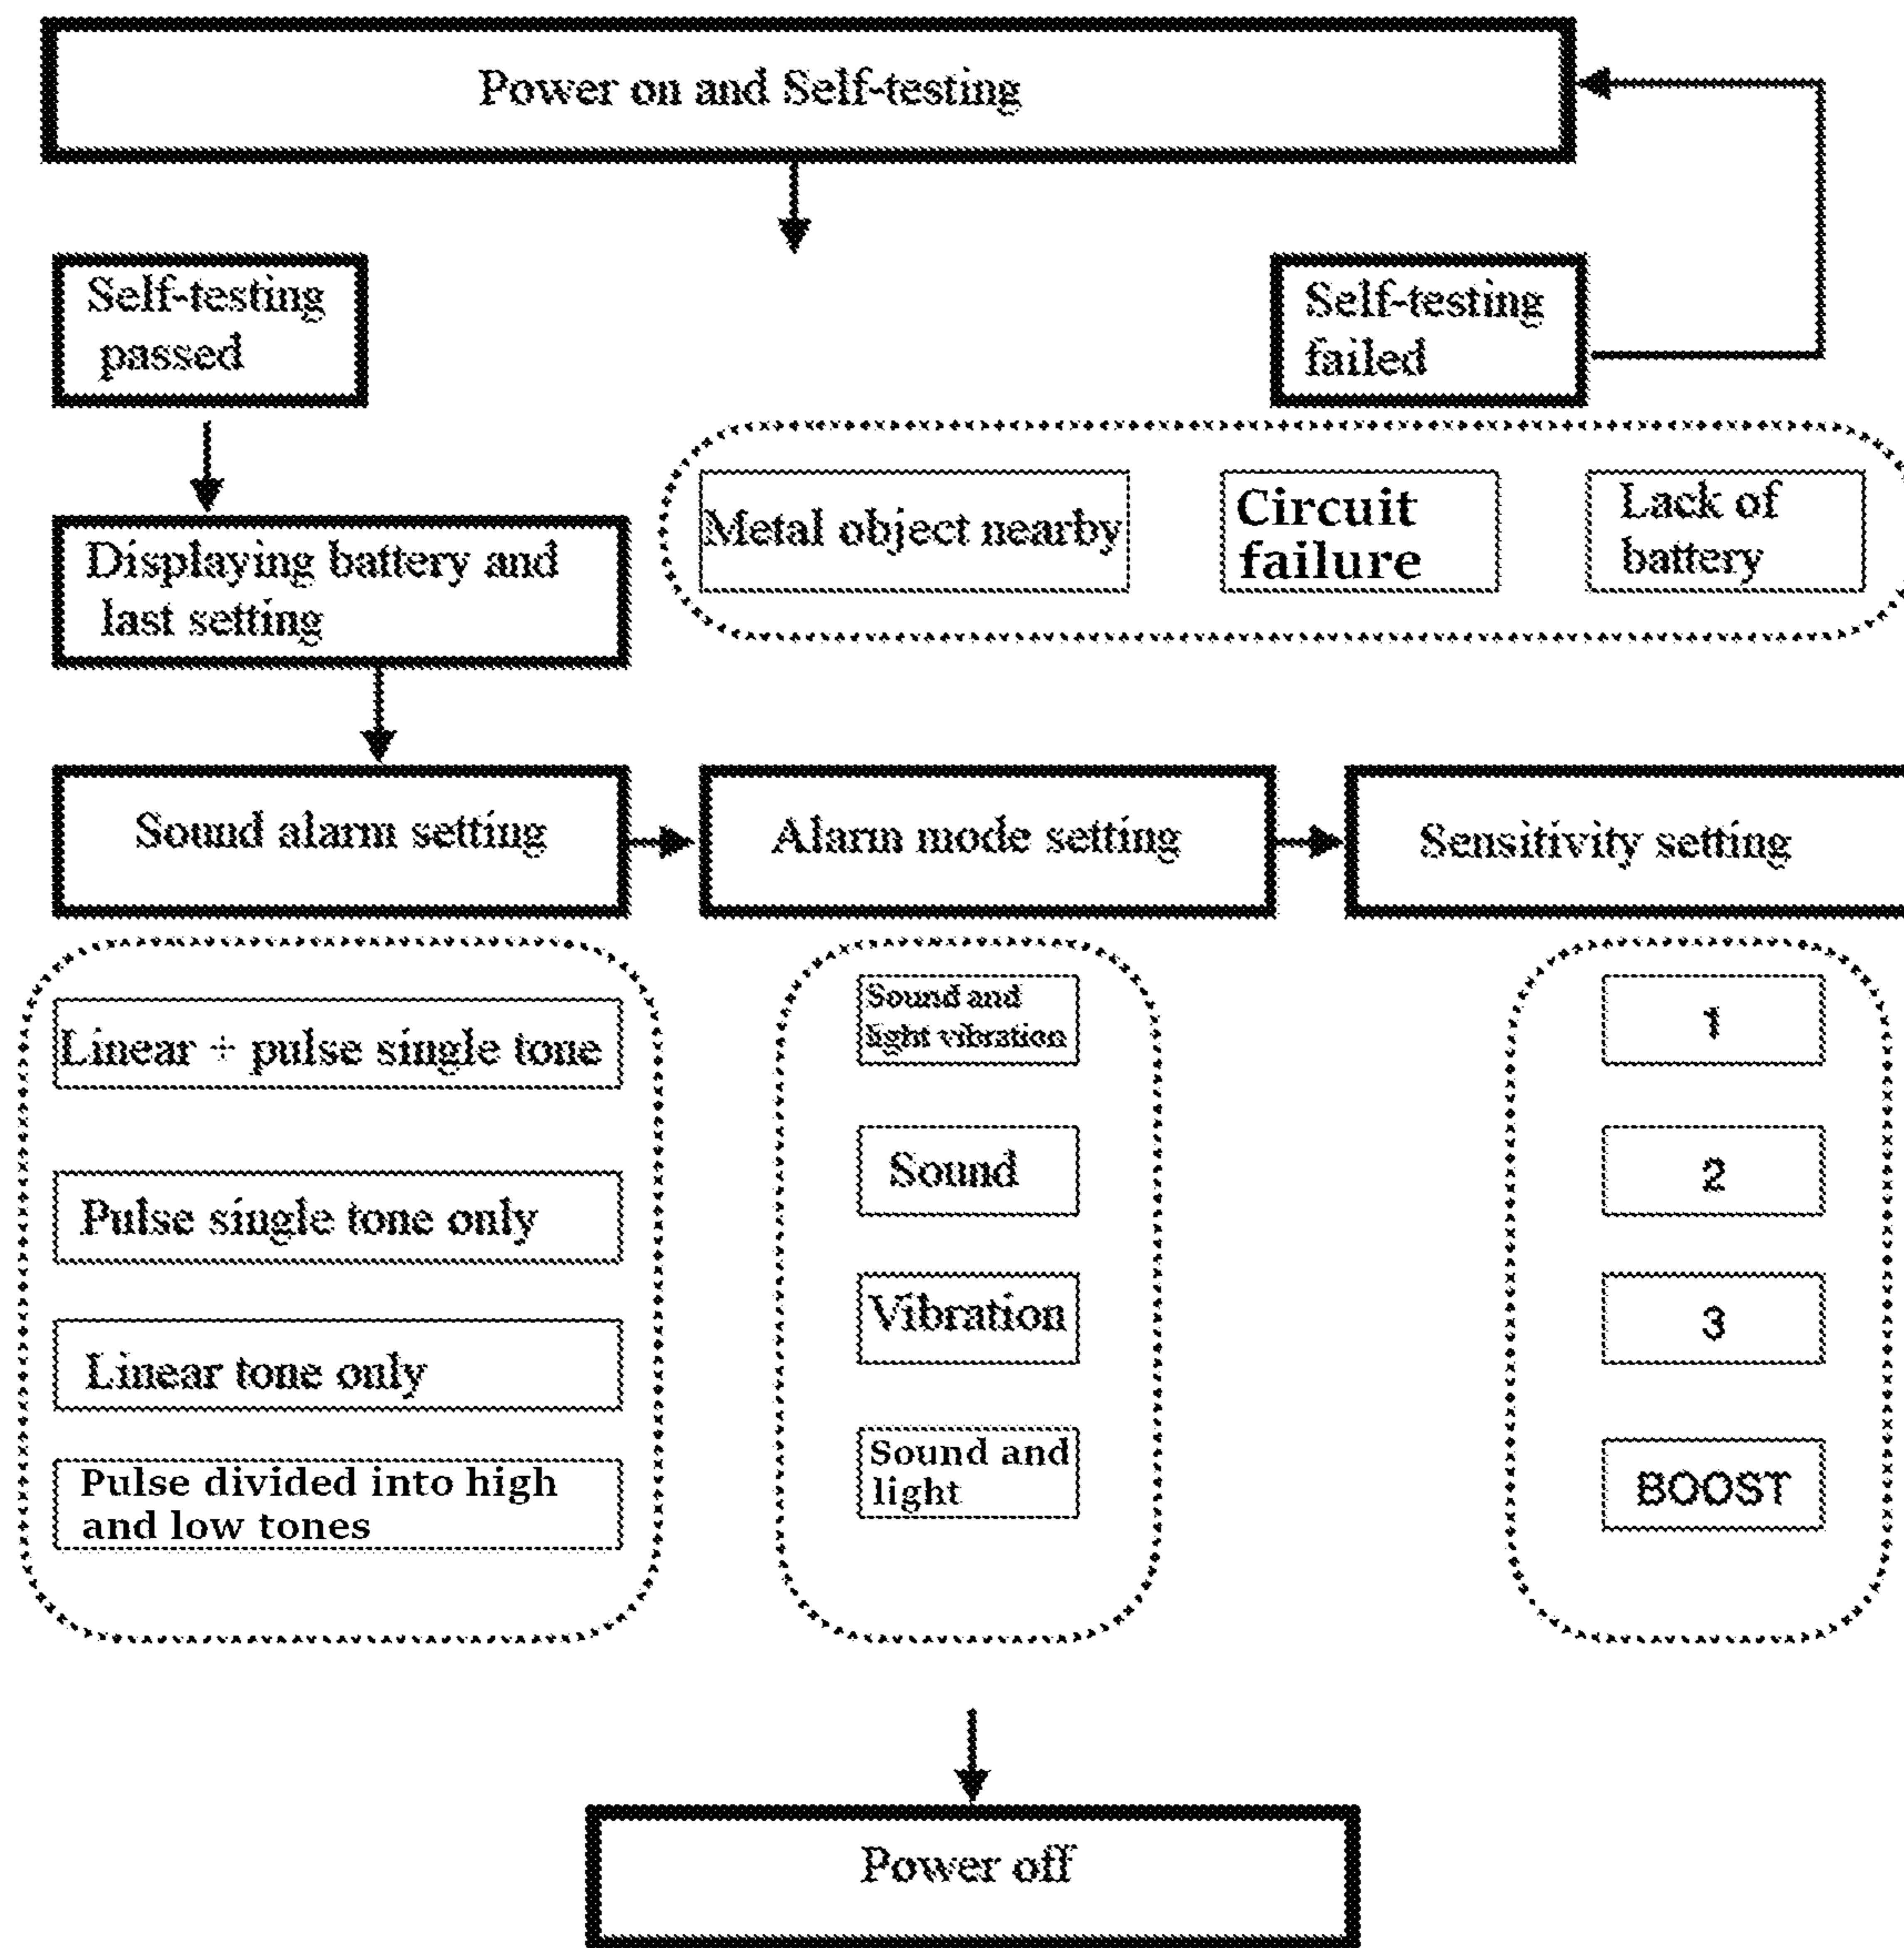 Power on and Self-testing
Self-testing
passed
Self-testing
failed
Metal object nearby
Circuit
failure
Lack of
battery
Displaying battery and
last setting
Sound alarm setting
Alarm mode setting
Sensitivity setting
Linear + pulse single tone
Pulse single tone only
Linear tone only
Pulse divided into high
and low tones
Sound and
light vibration
Sound
Vibration
Sound and
light
1
2
3
BOOST
Power off